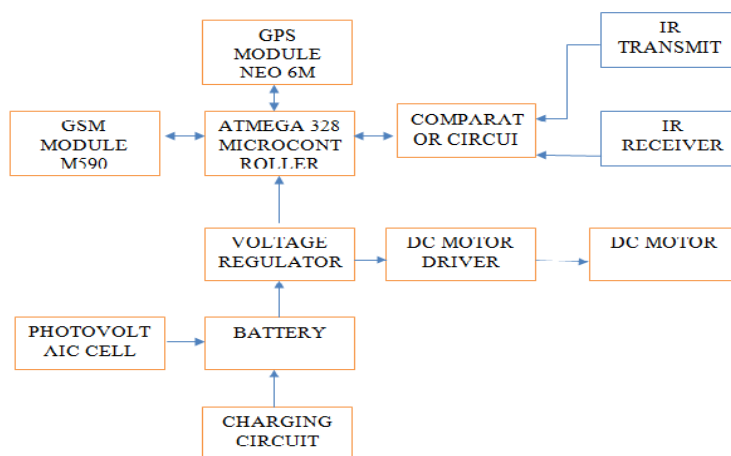 GPS
MODULE
NEO 6M
IR
TRANSMIT
GSM
MODULE
M590
ATMEGA 328
MICROCONT
ROLLER
COMPARAT
OR CIRCUI
IR
RECEIVER
VOLTAGE
REGULATOR
DC MOTOR
DRIVER
DC MOTOR
PHOTOVOLT
AIC CELL
BATTERY
CHARGING
CIRCUIT